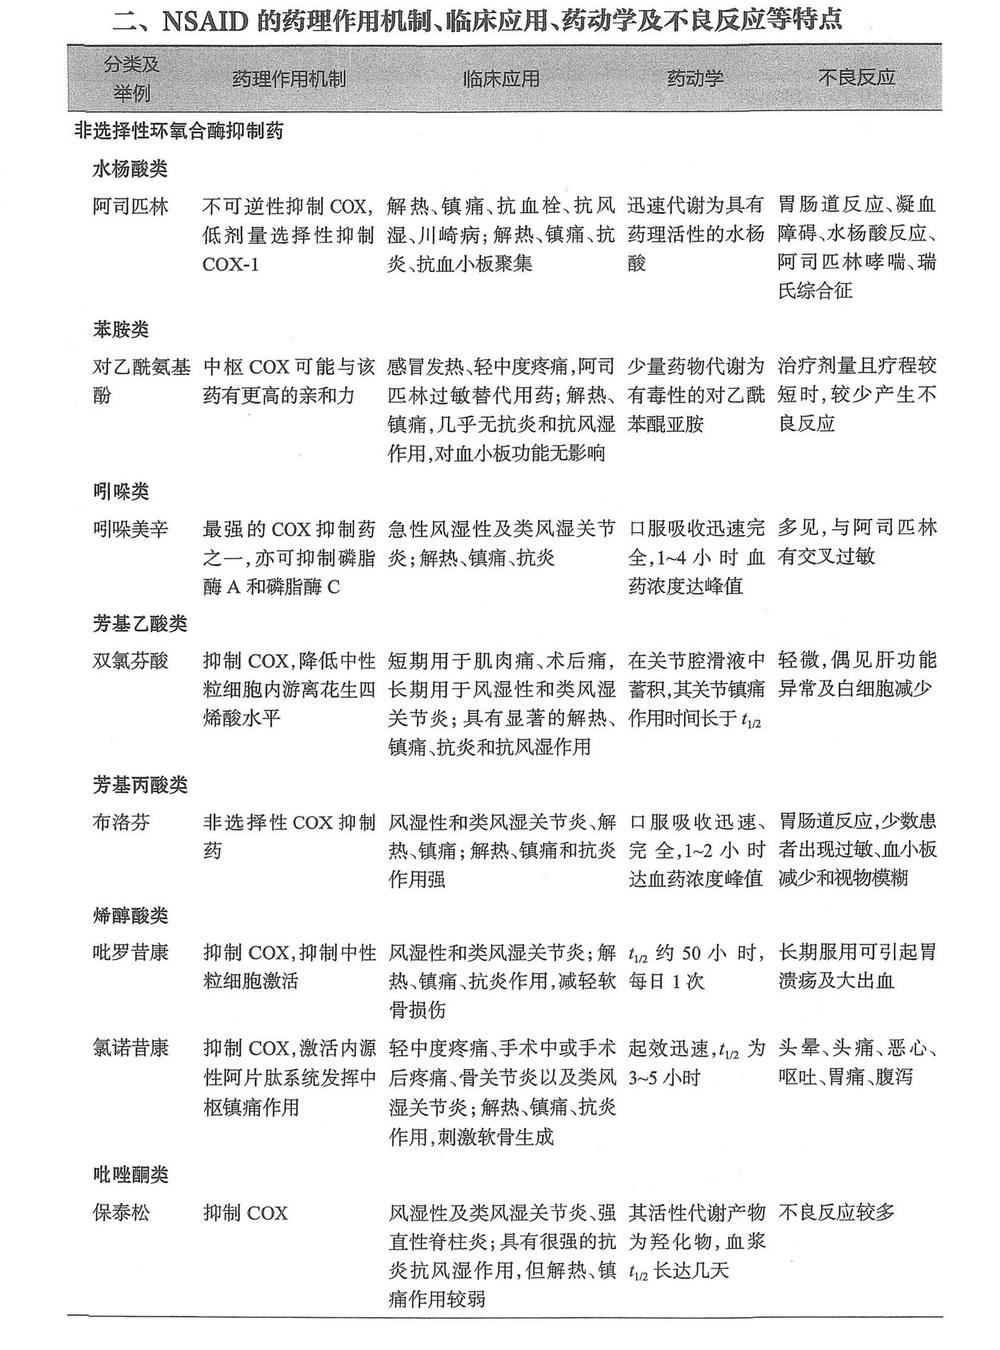 二、NSAID 的药理作用机制、临床应用、药动学及不良反应等特点
分类及
举例
药理作用机制
临床应用
药动学
不良反应
非选择性环氧合酶抑制药
水杨酸类
阿司匹林
不可逆性抑制 COX,
低剂量选择性抑制
COX-1
解热、镇痛、抗血栓、抗风
湿、川崎病;解热、镇痛、抗
炎、抗血小板聚集
迅速代谢为具有
药理活性的水杨
酸
胃肠道反应、凝血
障碍、水杨酸反应、
阿司匹林哮喘、瑞
氏综合征
苯胺类
对乙酰氨基
酚
中枢 COX 可能与该
药有更高的亲和力
感冒发热、轻中度疼痛,阿司
匹林过敏替代用药;解热、
镇痛,几乎无抗炎和抗风湿
作用,对血小板功能无影响
少量药物代谢为
有毒性的对乙酰
苯醌亚胺
治疗剂量且疗程较
短时,较少产生不
良反应
吲哚类
吲哚美辛
最强的 COX 抑制药
之一,亦可抑制磷脂
酶 A 和磷脂酶 C
急性风湿性及类风湿关节
炎;解热、镇痛、抗炎
口服吸收迅速完
全,1~4 小时血
药浓度达峰值
多见,与阿司匹林
有交叉过敏
芳基乙酸类
双氯芬酸
抑制 COX,降低中性
粒细胞内游离花生四
烯酸水平
短期用于肌肉痛、术后痛,
长期用于风湿性和类风湿
关节炎;具有显著的解热、
镇痛、抗炎和抗风湿作用
在关节腔滑液中
蓄积,其关节镇痛
作用时间长于 t1/2
轻微,偶见肝功能
异常及白细胞减少
芳基丙酸类
布洛芬
非选择性 COX 抑制
药
风湿性和类风湿关节炎、解
热、镇痛;解热、镇痛和抗炎
作用强
口服吸收迅速、
完全,1~2 小时
达血药浓度峰值
胃肠道反应,少数患
者出现过敏、血小板
减少和视物模糊
烯醇酸类
吡罗昔康
抑制 COX,抑制中性
粒细胞激活
风湿性和类风湿关节炎;解
热、镇痛、抗炎作用,减轻软
骨损伤
t1/2 约 50 小时,
每日 1 次
长期服用可引起胃
溃疡及大出血
氯诺昔康
抑制 COX,激活内源
性阿片肽系统发挥中
枢镇痛作用
轻中度疼痛、手术中或手术
后疼痛、骨关节炎以及类风
湿关节炎;解热、镇痛、抗炎
作用,刺激软骨生成
起效迅速,t1/2 为
3~5 小时
头晕、头痛、恶心、
呕吐、胃痛、腹泻
吡唑酮类
保泰松
抑制 COX
风湿性及类风湿关节炎、强
直性脊柱炎;具有很强的抗
炎抗风湿作用,但解热、镇
痛作用较弱
其活性代谢产物
为羟化物,血浆
t1/2 长达几天
不良反应较多